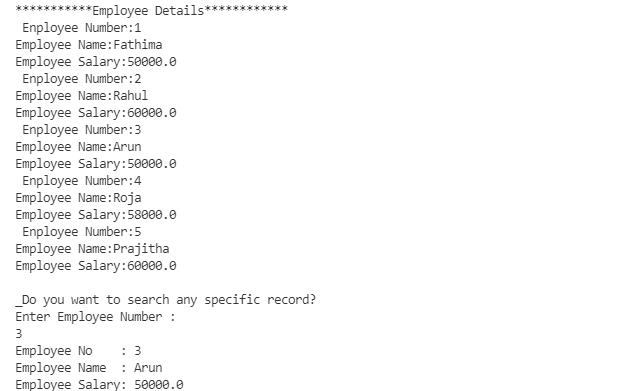 ***********Employee Details************
Enployee Number:1
Employee Name:Fathima
Employee Salary:50000.0
Enployee Number:2
Employee Name:Rahul
Employee Salary:60000.0
Enployee Number:3
Employee Name:Arun
Employee Salary:50000.0
Enployee Number:4
Employee Name:Roja
Employee Salary:58000.0
Enployee Number:5
Employee Name:Prajitha
Employee Salary:60000.0
_Do you want to search any specific record?
Enter Employee Number :
3
Employee No    : 3
Employee Name  : Arun
Employee Salary: 50000.0